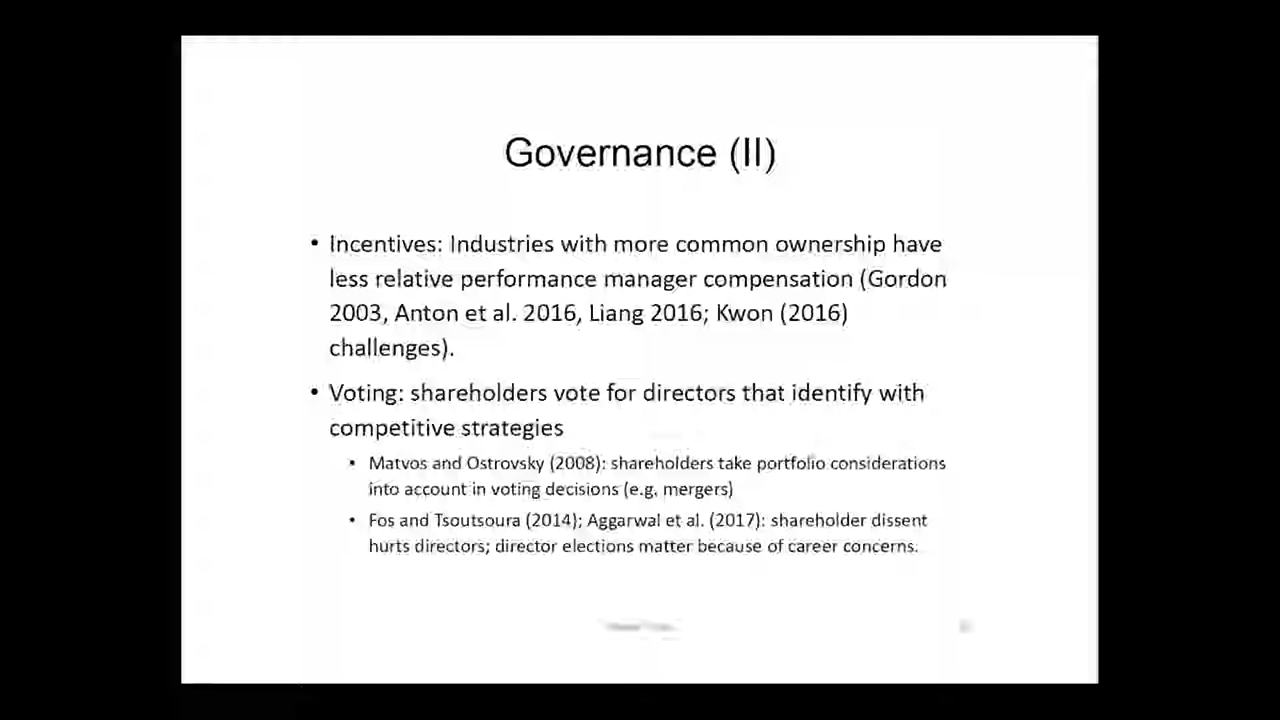 Governance (II)
• Incentives: Industries with more common ownership have
less relative performance manager compensation (Gordon
2003, Anton et al. 2016, Liang 2016; Kwon (2016)
challenges).
• Voting: shareholders vote for directors that identify with
competitive strategies
• Matvos and Ostrovsky (2008): shareholders take portfolio considerations
into account in voting decisions (e.g. mergers)
• Fos and Tsoutsoura (2014); Aggarwal et al. (2017): shareholder dissent
hurts directors; director elections matter because of career concerns.